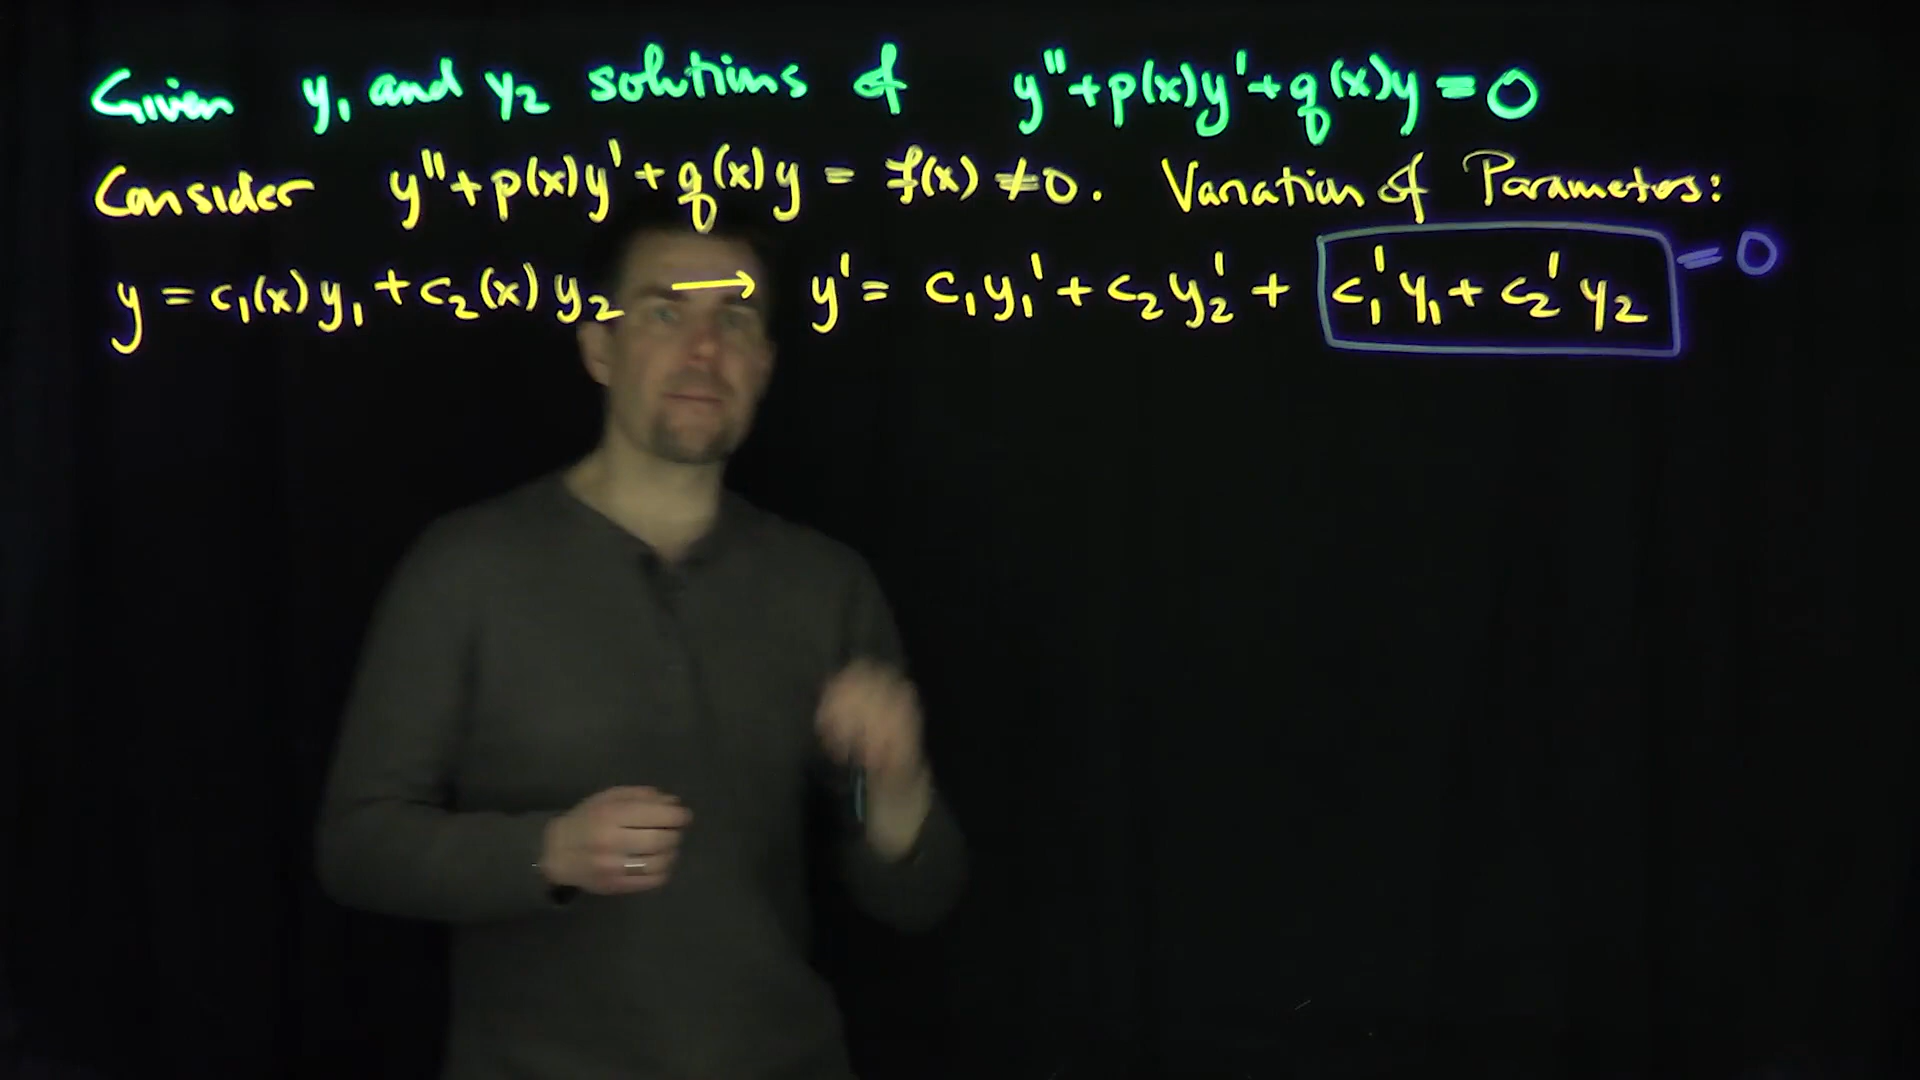 Given y₁ and y₂ solutions of y''+p(x)y'+q(x)y=0
Consider y''+p(x)y'+q(x)y = f(x) ≠0. Variation of Parameters:
y = c₁(x)y₁+c₂(x)y₂ → y' = c₁y₁'+c₂y₂'+ c₁'y₁+c₂'y₂ = 0